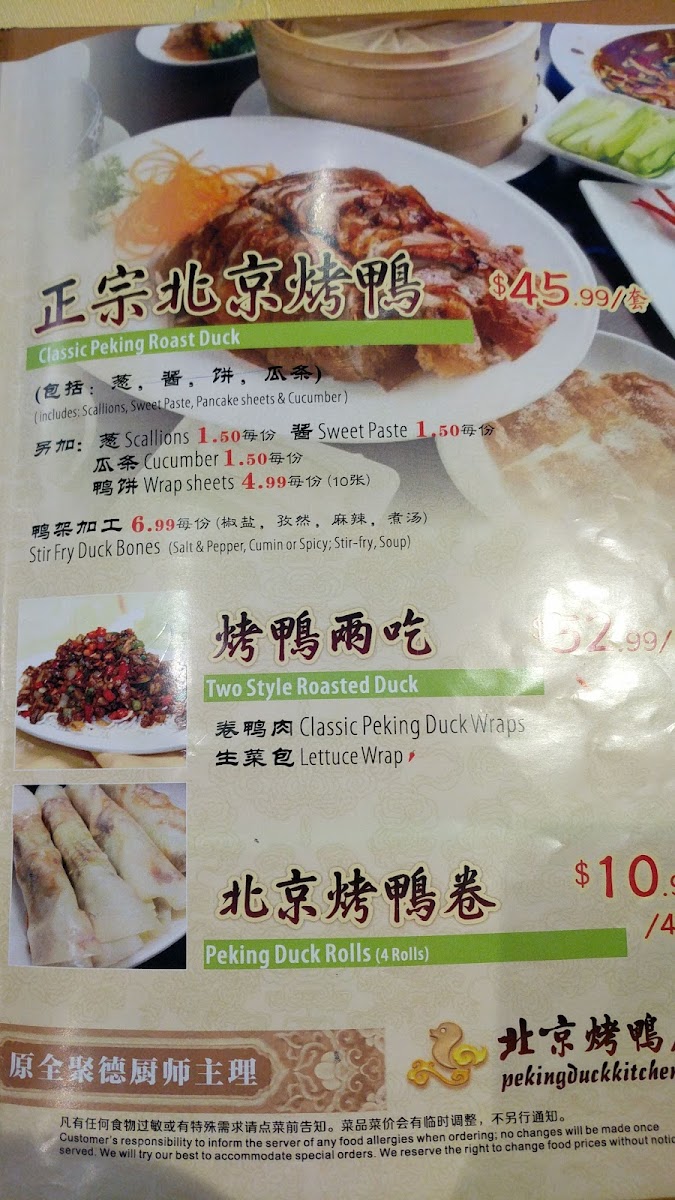 正宗北京烤鴨 $45.99/套
Classic Peking Roast Duck
(包括：葱，酱，饼，瓜条)
( includes: Scallions, Sweet Paste, Pancake sheets & Cucumber )
另加：葱 Scallions 1.50每份 酱 Sweet Paste 1.50每份
瓜条 Cucumber 1.50每份
鸭饼 Wrap sheets 4.99每份 (10张)
鸭架加工 6.99每份 (椒盐，孜然，麻辣，煮汤)
Stir Fry Duck Bones (Salt & Pepper, Cumin or Spicy; Stir-fry, Soup)
烤鴨兩吃 $52.99/
Two Style Roasted Duck
卷鸭肉 Classic Peking Duck Wraps
生菜包 Lettuce Wrap
北京烤鴨卷 $10.9
/4
Peking Duck Rolls (4 Rolls)
原全聚德厨师主理
北京烤鴨
pekingduckkitchen
凡有任何食物过敏或有特殊需求请点菜前告知。菜品菜价会有临时调整，不另行通知。
Customer's responsibility to inform the server of any food allergies when ordering; no changes will be made once
served. We will try our best to accommodate special orders. We reserve the right to change food prices without notic